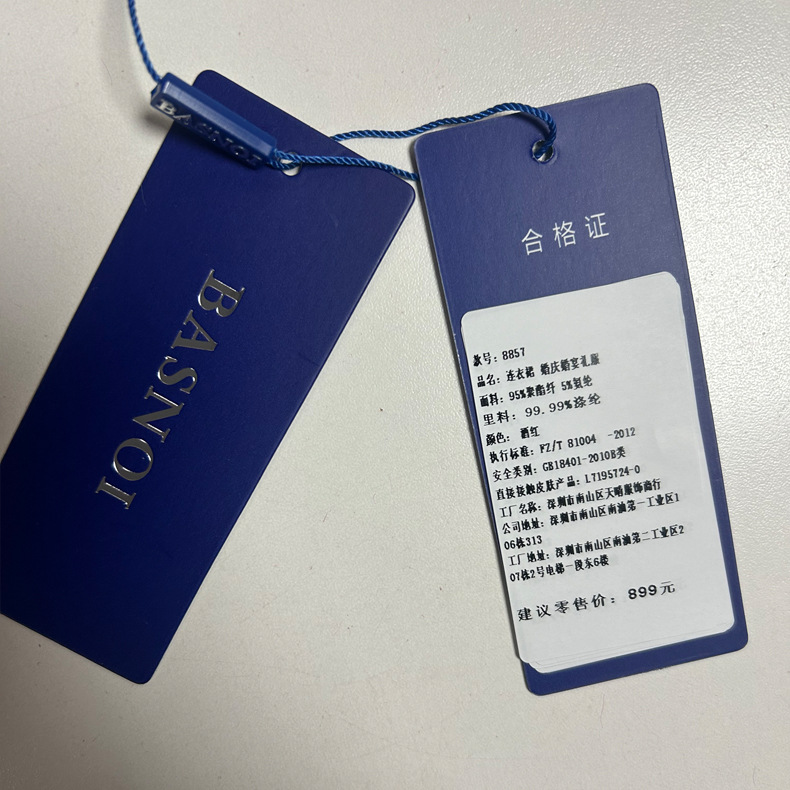 BASNOI
BASNOI
合格证
款号：8857
品名：连衣裙 婚庆婚宴礼服
面料：95%聚酯纤 5%氨纶
里料：99.99%涤纶
颜色： 酒红
执行标准：FZ/T 81004 -2012
安全类别：GB18401-2010B类
直接接触皮肤产品：L7195724-0
工厂名称：深圳市南山区天晴服饰商行
公司地址：深圳市南山区南油第一工业区1
06栋313
工厂地址：深圳市南山区南油第二工业区2
07栋2号电梯一段东6楼
建议零售价：899元